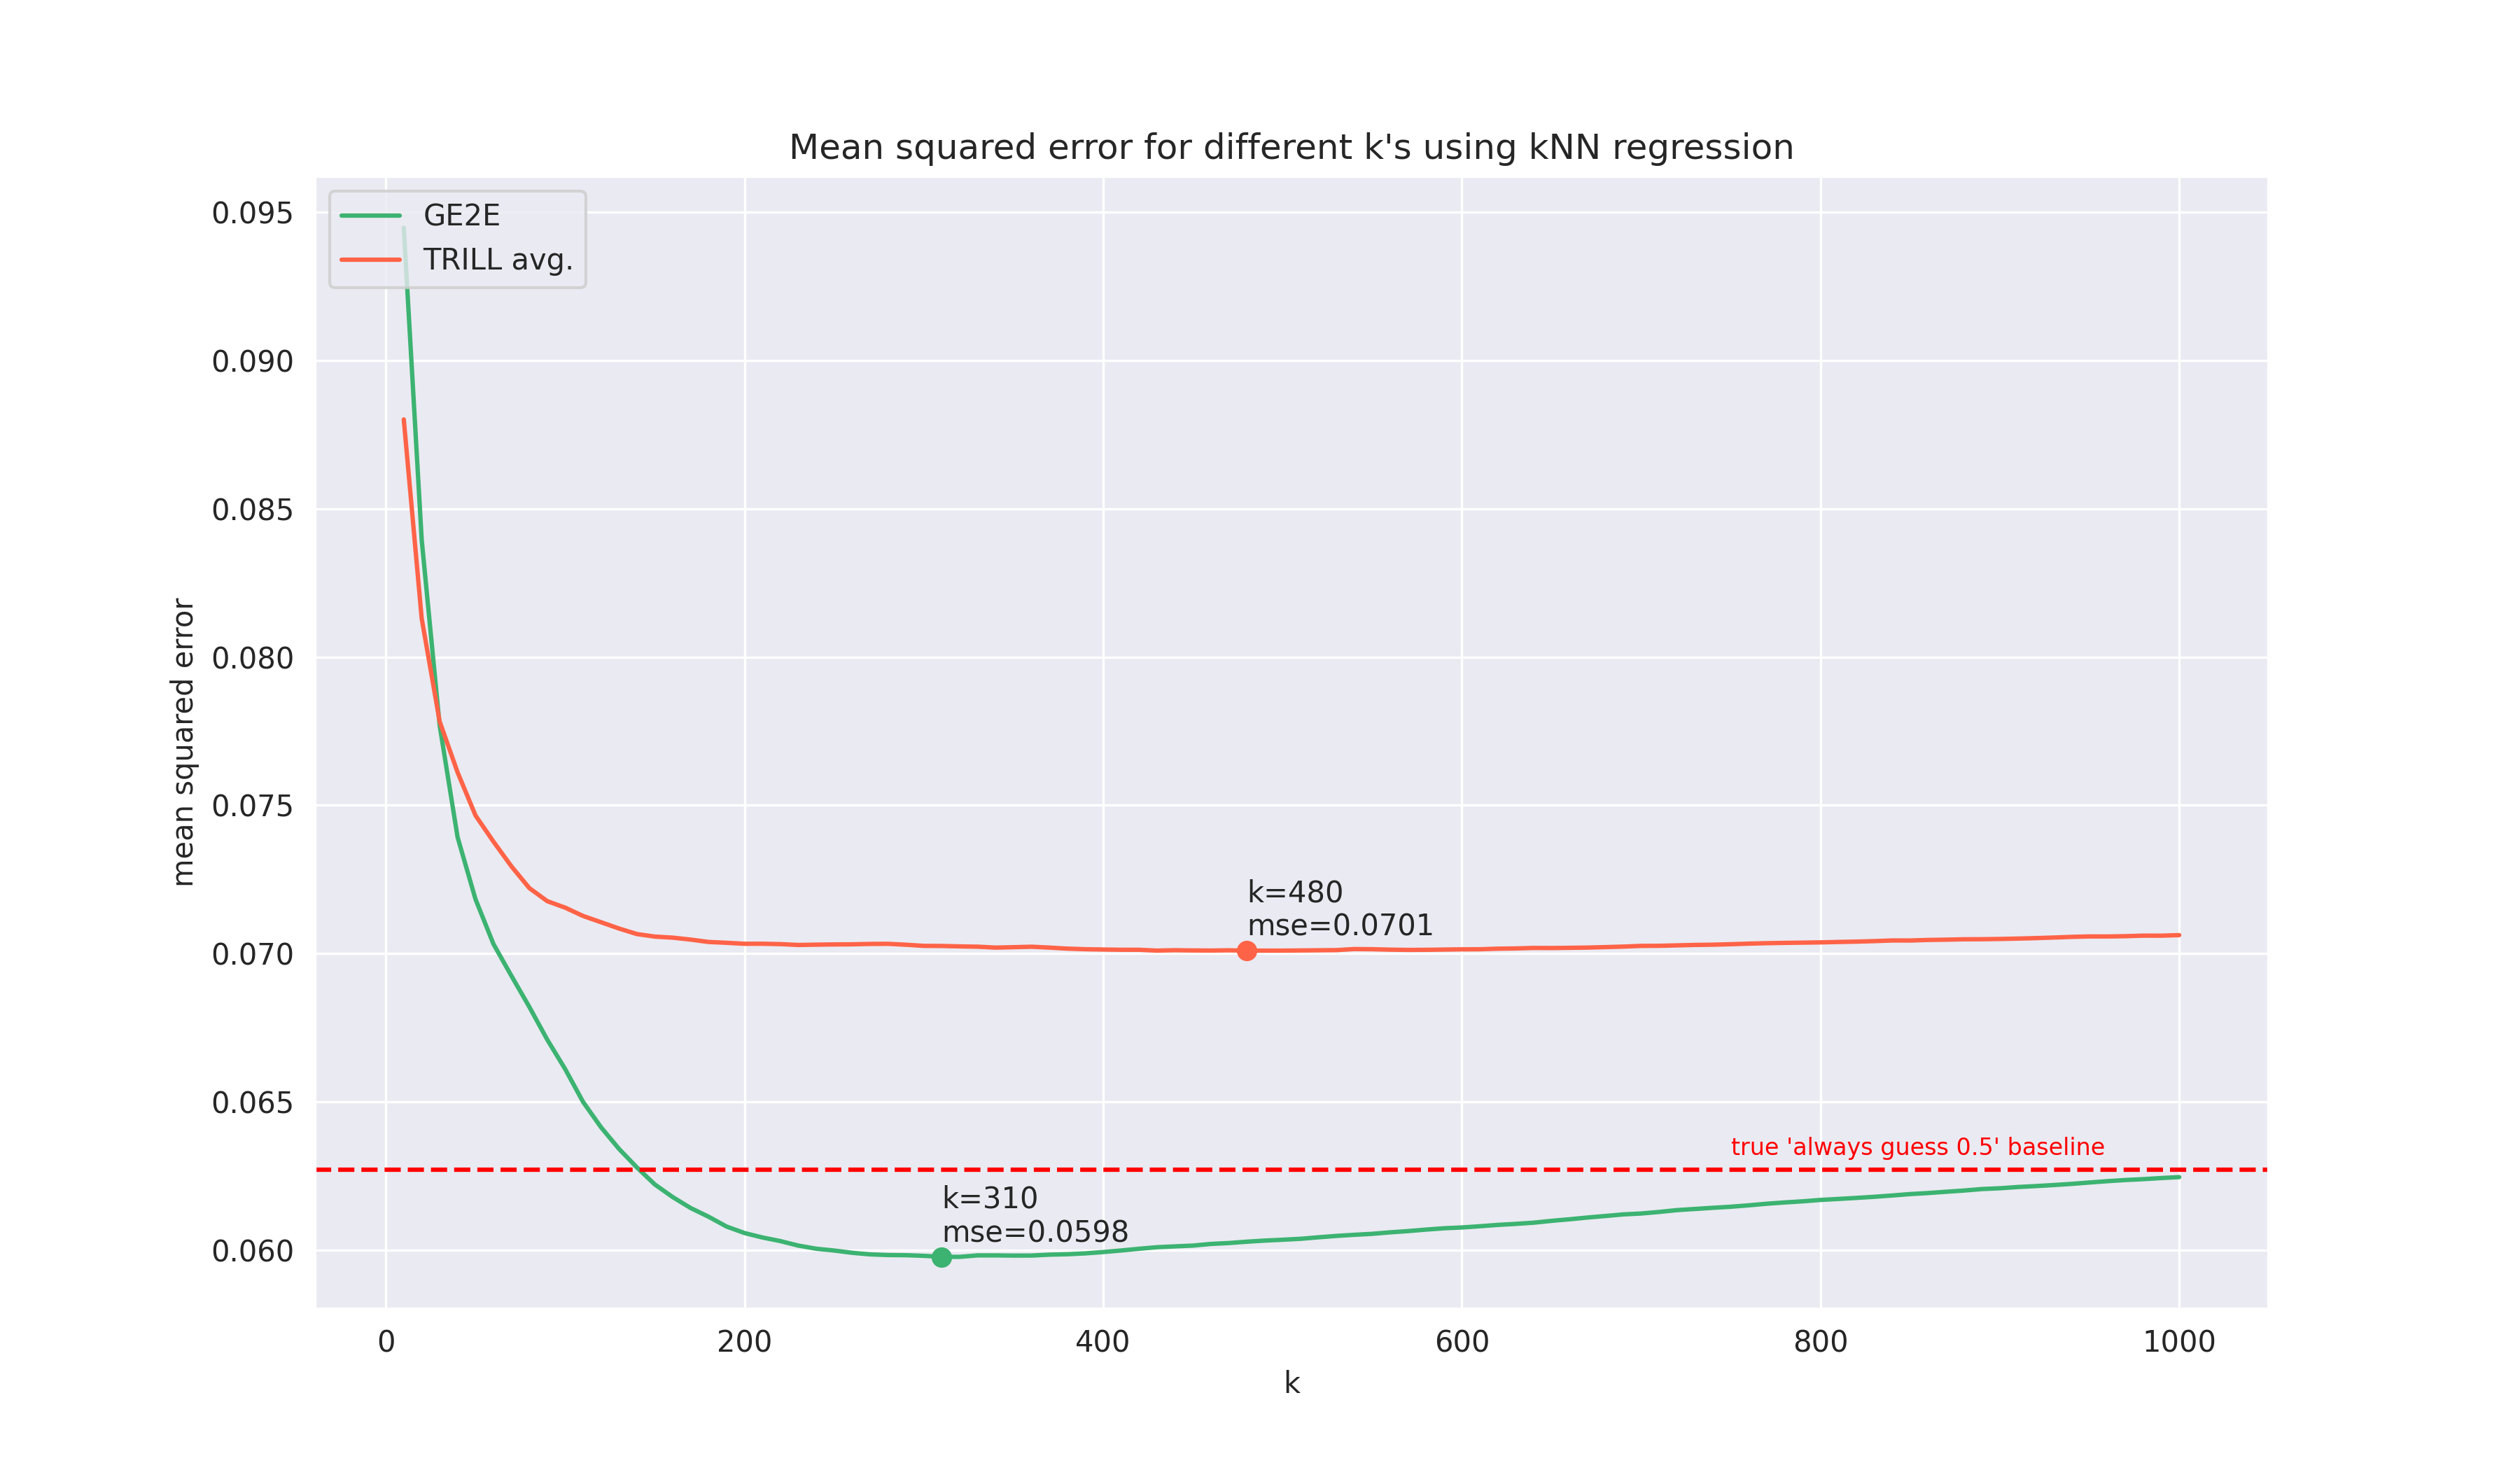 Mean squared error for different k's using kNN regression
GE2E
TRILL avg.
0.095
0.090
0.085
0.080
0.075
0.070
0.065
0.060
mean squared error
k=480
mse=0.0701
true 'always guess 0.5' baseline
k=310
mse=0.0598
0
200
400
600
800
1000
k